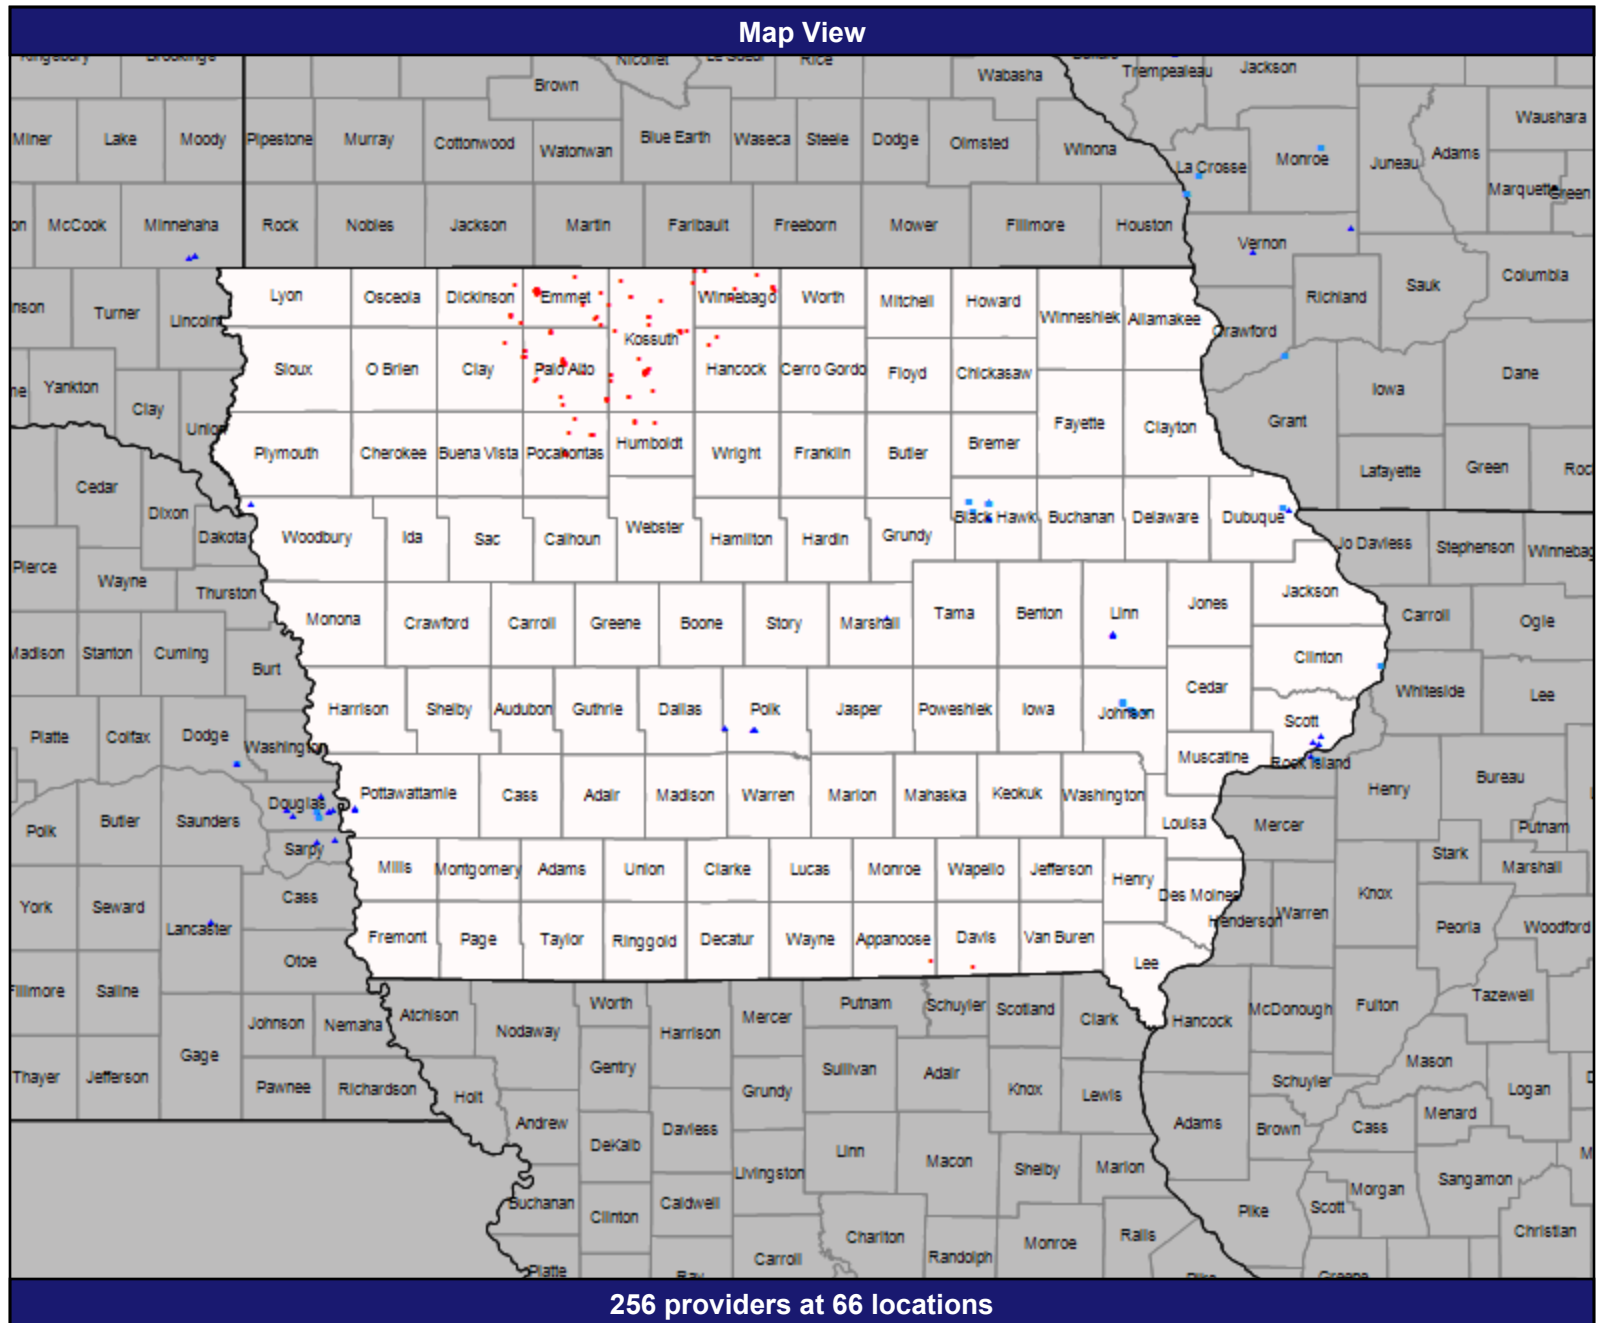 Map View
Brown
Rice
Wabasha
Trempealeau
Jackson
Miner
Lake
Moody
Pipestone
Murray
Cottonwood
Watonwan
Blue Earth
Waseca
Steele
Dodge
Olmsted
Winona
La Crosse
Monroe
Juneau
Adams
Waushara
Marquette
Green
McCook
Minnehaha
Rock
Nobles
Jackson
Martin
Faribault
Freeborn
Mower
Fillmore
Houston
Vernon
Richland
Sauk
Columbia
Turner
Lincoln
Lyon
Osceola
Dickinson
Emmet
Kossuth
Winnebago
Worth
Mitchell
Howard
Winneshiek
Allamakee
Crawford
Yankton
Clay
Union
Sioux
O Brien
Clay
Palo Alto
Hancock
Cerro Gordo
Floyd
Chickasaw
Fayette
Clayton
Grant
Iowa
Dane
Plymouth
Cherokee
Buena Vista
Pocahontas
Humboldt
Wright
Franklin
Butler
Bremer
Lafayette
Green
Roc
Cedar
Dixon
Dakota
Woodbury
Ida
Sac
Calhoun
Webster
Hamilton
Hardin
Grundy
Black Hawk
Buchanan
Delaware
Dubuque
Jo Daviess
Stephenson
Winnebag
Pierce
Wayne
Thurston
Monona
Crawford
Carroll
Greene
Boone
Story
Marshall
Tama
Benton
Linn
Jones
Jackson
Carroll
Ogle
Madison
Stanton
Cuming
Burt
Harrison
Shelby
Audubon
Guthrie
Dallas
Polk
Jasper
Poweshiek
Iowa
Johnson
Cedar
Clinton
Scott
Whiteside
Lee
Platte
Colfax
Dodge
Washington
Muscatine
Rock Island
Henry
Bureau
Polk
Butler
Saunders
Douglas
Sarpy
Pottawattamie
Cass
Adair
Madison
Warren
Marion
Mahaska
Keokuk
Washington
Louisa
Mercer
Putnam
Stark
Marshall
Mills
Montgomery
Adams
Union
Clarke
Lucas
Monroe
Wapello
Jefferson
Henry
Des Moines
Henderson
Warren
Knox
Peoria
Woodford
York
Seward
Lancaster
Cass
Otoe
Fremont
Page
Taylor
Ringgold
Decatur
Wayne
Appanoose
Davis
Van Buren
Lee
Fillmore
Saline
Johnson
Nemaha
Atchison
Nodaway
Worth
Harrison
Mercer
Putnam
Schuyler
Scotland
Clark
Hancock
McDonough
Fulton
Tazewell
Thayer
Jefferson
Gage
Pawnee
Richardson
Holt
Gentry
Grundy
Sullivan
Adair
Knox
Lewis
Schuyler
Mason
Logan
Andrew
DeKalb
Daviess
Livingston
Linn
Macon
Shelby
Marion
Adams
Brown
Cass
Menard
Sangamon
Buchanan
Clinton
Caldwell
Chariton
Randolph
Monroe
Ralls
Pike
Scott
Morgan
Christian
Platte
Ray
Carroll
256 providers at 66 locations